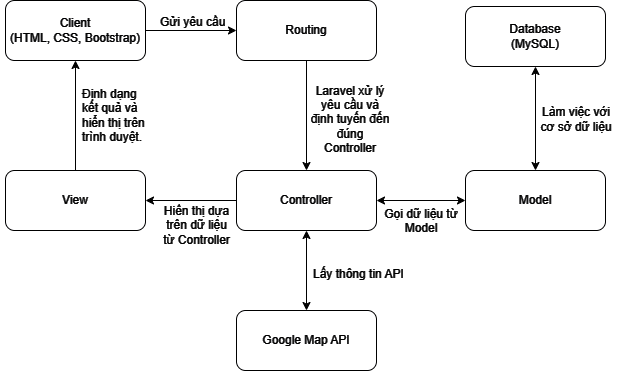 Client
(HTML, CSS, Bootstrap)
Gửi yêu cầu
Routing
Database
(MySQL)
Định dạng
kết quả và
hiển thị trên
trình duyệt.
Laravel xử lý
yêu cầu và
định tuyến đến
đúng
Controller
Làm việc với
cơ sở dữ liệu
View
Hiển thị dựa
trên dữ liệu
từ Controller
Controller
Gọi dữ liệu từ
Model
Model
Lấy thông tin API
Google Map API